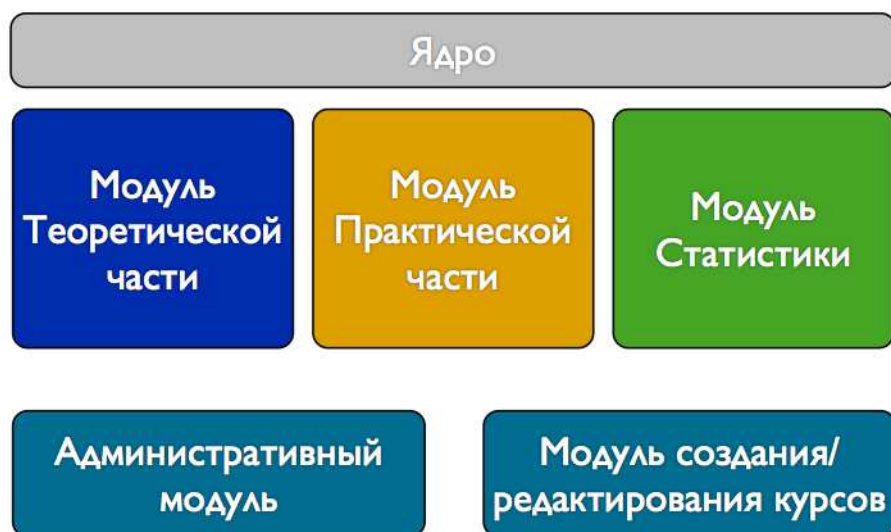 Ядро
Модуль
Теоретической
части
Модуль
Практической
части
Модуль
Статистики
Административный
модуль
Модуль создания/
редактирования курсов